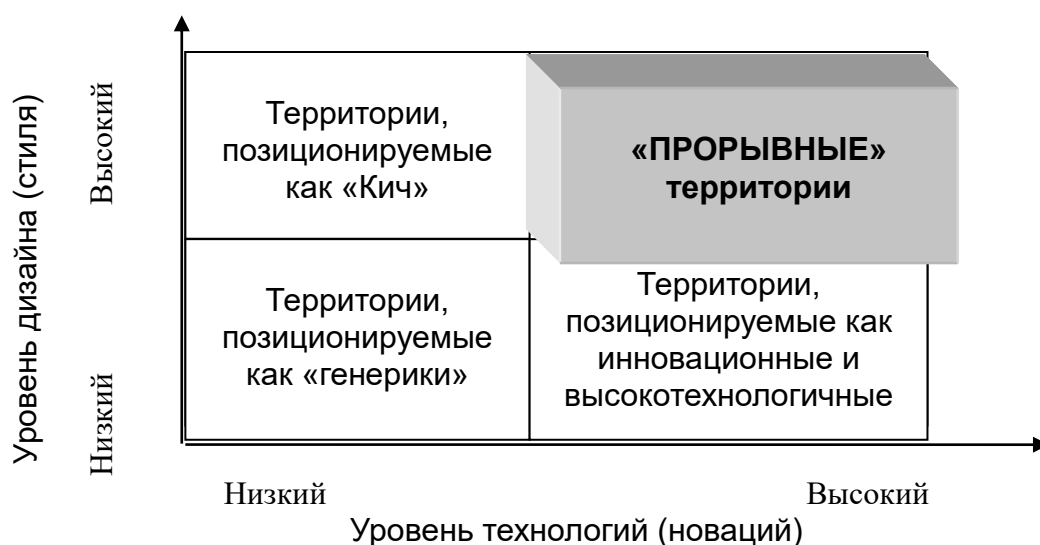 Уровень дизайна (стиля)
Высокий
Низкий
Территории,
позиционируемые
как «Кич»
«ПРОРЫВНЫЕ»
территории
Территории,
позиционируемые
как «генерики»
Территории,
позиционируемые как
инновационные и
высокотехнологичные
Низкий
Высокий
Уровень технологий (новаций)